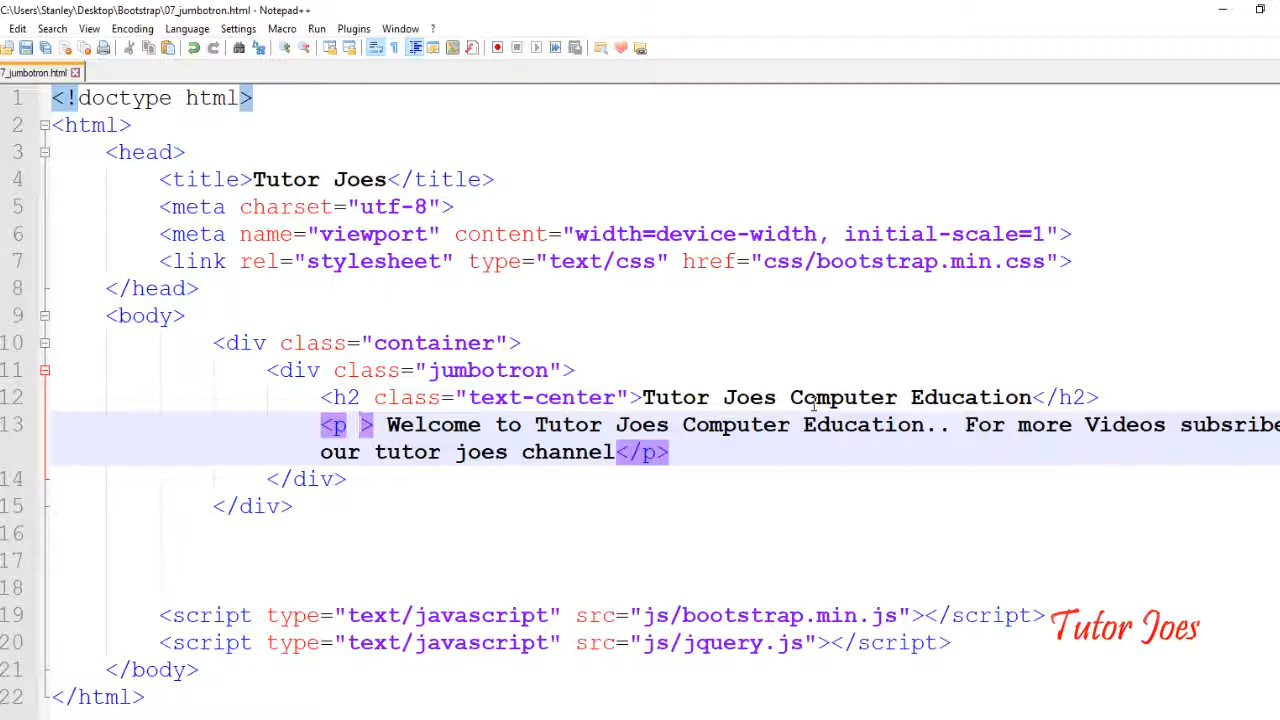 C:\Users\Stanley\Desktop\Bootstrap\07_jumbotron.html - Notepad++
Edit Search View Encoding Language Settings Macro Run Plugins Window ?
7_jumbotron.html
1 <!doctype html>
2 <html>
3 <head>
4 <title>Tutor Joes</title>
5 <meta charset="utf-8">
6 <meta name="viewport" content="width=device-width, initial-scale=1">
7 <link rel="stylesheet" type="text/css" href="css/bootstrap.min.css">
8 </head>
9 <body>
10 <div class="container">
11 <div class="jumbotron">
12 <h2 class="text-center">Tutor Joes Computer Education</h2>
13 <p > Welcome to Tutor Joes Computer Education.. For more Videos subsribe
our tutor joes channel</p>
14 </div>
15 </div>
16
17
18
19 <script type="text/javascript" src="js/bootstrap.min.js"></script>
20 <script type="text/javascript" src="js/jquery.js"></script>
21 </body>
22 </html>
Tutor Joes